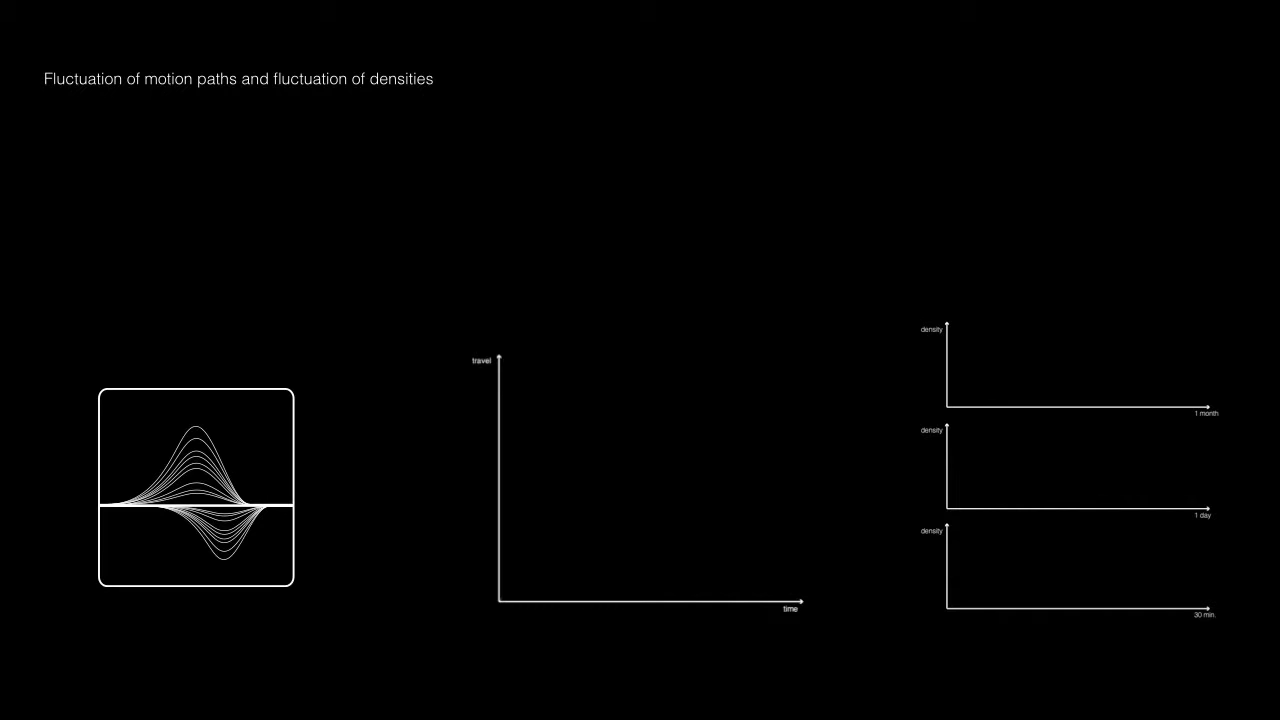 Fluctuation of motion paths and fluctuation of densities
travel
time
density
1 month
density
1 day
density
30 min.